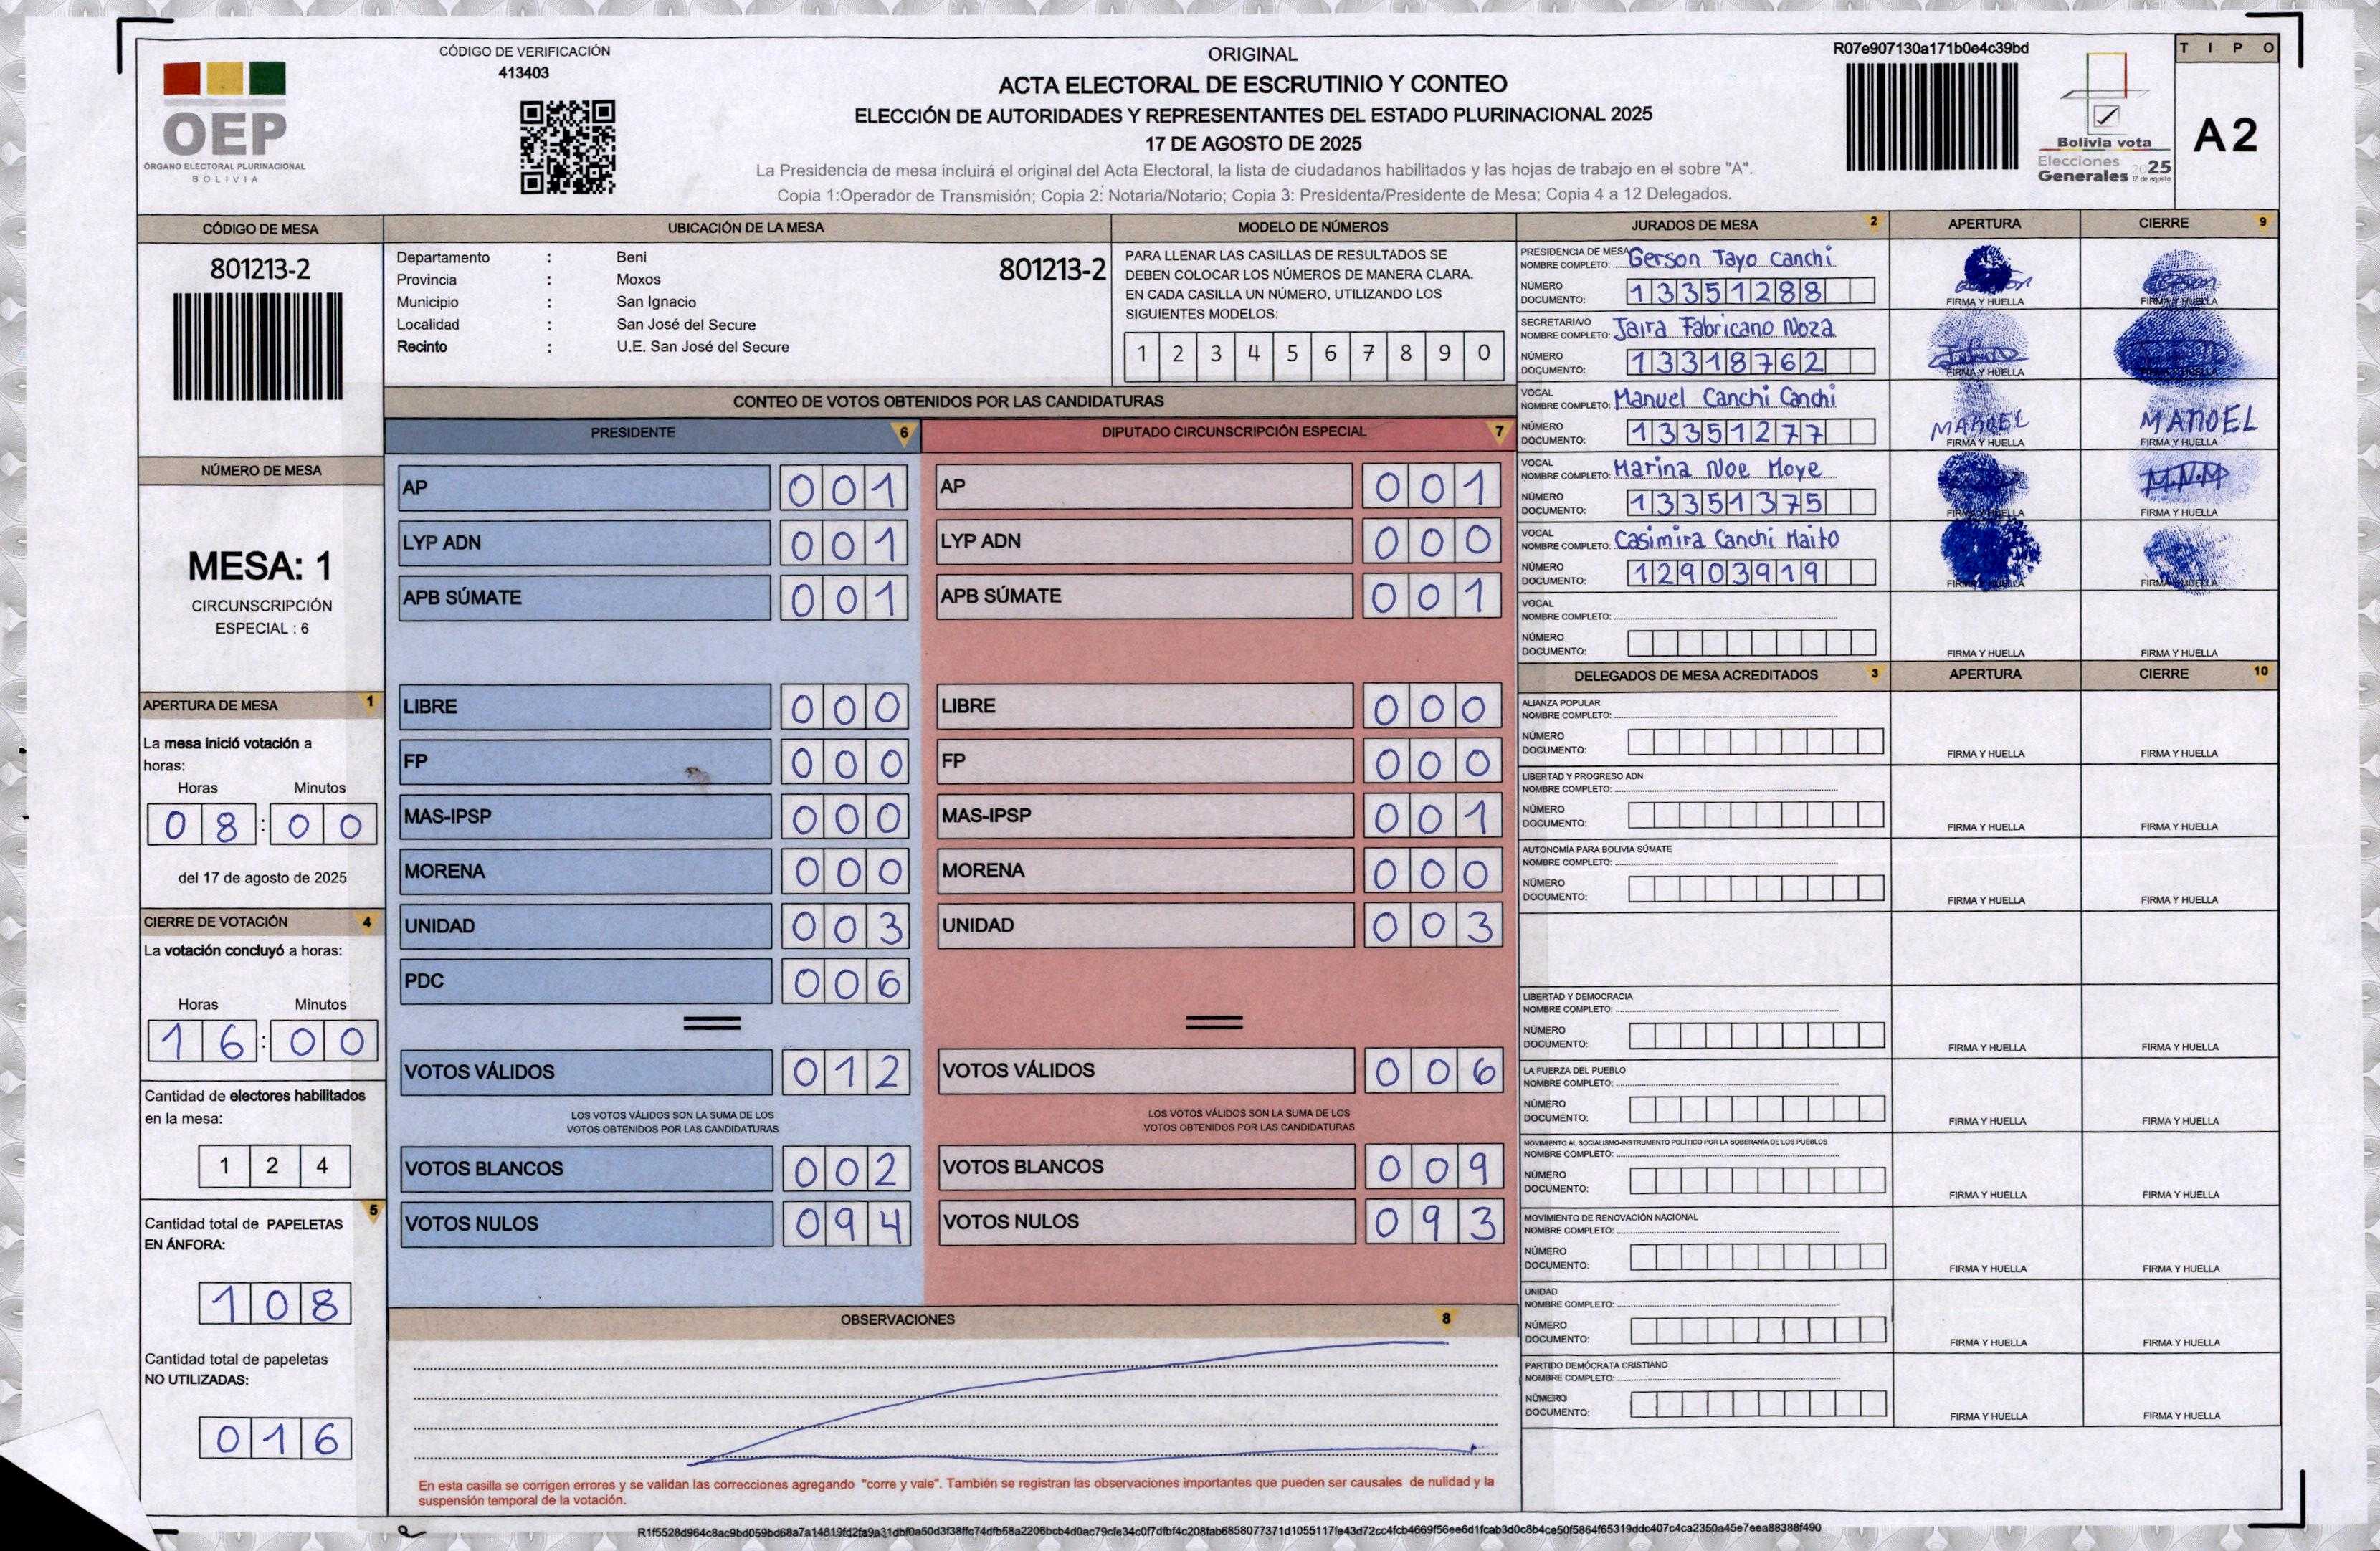 CÓDIGO DE VERIFICACIÓN
413403
OEP
ÓRGANO ELECTORAL PLURINACIONAL
BOLIVIA
ORIGINAL
ACTA ELECTORAL DE ESCRUTINIO Y CONTEO
ELECCIÓN DE AUTORIDADES Y REPRESENTANTES DEL ESTADO PLURINACIONAL 2025
17 DE AGOSTO DE 2025
La Presidencia de mesa incluirá el original del Acta Electoral, la lista de ciudadanos habilitados y las hojas de trabajo en el sobre "A".
Copia 1:Operador de Transmisión; Copia 2: Notaria/Notario; Copia 3: Presidenta/Presidente de Mesa; Copia 4 a 12 Delegados.
R07e907130a171b0e4c39bd
Bolivia vota
Elecciones
Generales 2025
17 de agosto
TIPO
A2
CÓDIGO DE MESA
801213-2
NÚMERO DE MESA
MESA: 1
CIRCUNSCRIPCIÓN
ESPECIAL : 6
APERTURA DE MESA 1
La mesa inició votación a
horas:
Horas Minutos
08:00
del 17 de agosto de 2025
CIERRE DE VOTACIÓN 4
La votación concluyó a horas:
Horas Minutos
16:00
Cantidad de electores habilitados
en la mesa:
124
5
Cantidad total de PAPELETAS
EN ÁNFORA:
108
Cantidad total de papeletas
NO UTILIZADAS:
016
UBICACIÓN DE LA MESA
Departamento : Beni
801213-2
Provincia : Moxos
Municipio : San Ignacio
Localidad : San José del Secure
Recinto : U.E. San José del Secure
MODELO DE NÚMEROS
PARA LLENAR LAS CASILLAS DE RESULTADOS SE
DEBEN COLOCAR LOS NÚMEROS DE MANERA CLARA.
EN CADA CASILLA UN NÚMERO, UTILIZANDO LOS
SIGUIENTES MODELOS:
1 2 3 4 5 6 7 8 9 0
CONTEO DE VOTOS OBTENIDOS POR LAS CANDIDATURAS
PRESIDENTE 6
AP 001
LYP ADN 001
APB SÚMATE 001
LIBRE 000
FP 000
MAS-IPSP 000
MORENA 000
UNIDAD 003
PDC 006
VOTOS VÁLIDOS 012
LOS VOTOS VÁLIDOS SON LA SUMA DE LOS
VOTOS OBTENIDOS POR LAS CANDIDATURAS
VOTOS BLANCOS 002
VOTOS NULOS 094
DIPUTADO CIRCUNSCRIPCIÓN ESPECIAL 7
AP 001
LYP ADN 000
APB SÚMATE 001
LIBRE 000
FP 000
MAS-IPSP 001
MORENA 000
UNIDAD 003
VOTOS VÁLIDOS 006
LOS VOTOS VÁLIDOS SON LA SUMA DE LOS
VOTOS OBTENIDOS POR LAS CANDIDATURAS
VOTOS BLANCOS 009
VOTOS NULOS 093
OBSERVACIONES 8
En esta casilla se corrigen errores y se validan las correcciones agregando "corre y vale". También se registran las observaciones importantes que pueden ser causales de nulidad y la
suspensión temporal de la votación.
JURADOS DE MESA 2 APERTURA CIERRE 9
PRESIDENCIA DE MESA
NOMBRE COMPLETO: Gerson Tayo Canchi
NÚMERO
DOCUMENTO: 13351288
FIRMA Y HUELLA FIRMA Y HUELLA
SECRETARIA/O
NOMBRE COMPLETO: Jaira Fabricano Noza
NÚMERO
DOCUMENTO: 13318762
FIRMA Y HUELLA FIRMA Y HUELLA
VOCAL
NOMBRE COMPLETO: Manuel Canchi Canchi
NÚMERO
DOCUMENTO: 13351277
MANOEL MANOEL
FIRMA Y HUELLA FIRMA Y HUELLA
VOCAL
NOMBRE COMPLETO: Marina Noe Moye
NÚMERO
DOCUMENTO: 13351375
M.N.M
FIRMA Y HUELLA FIRMA Y HUELLA
VOCAL
NOMBRE COMPLETO: Casimira Canchi Maito
NÚMERO
DOCUMENTO: 12903919
FIRMA Y HUELLA FIRMA Y HUELLA
VOCAL
NOMBRE COMPLETO:
NÚMERO
DOCUMENTO:
FIRMA Y HUELLA FIRMA Y HUELLA
DELEGADOS DE MESA ACREDITADOS 3 APERTURA CIERRE 10
ALIANZA POPULAR
NOMBRE COMPLETO:
NÚMERO
DOCUMENTO:
FIRMA Y HUELLA FIRMA Y HUELLA
LIBERTAD Y PROGRESO ADN
NOMBRE COMPLETO:
NÚMERO
DOCUMENTO:
FIRMA Y HUELLA FIRMA Y HUELLA
AUTONOMÍA PARA BOLIVIA SÚMATE
NOMBRE COMPLETO:
NÚMERO
DOCUMENTO:
FIRMA Y HUELLA FIRMA Y HUELLA
LIBERTAD Y DEMOCRACIA
NOMBRE COMPLETO:
NÚMERO
DOCUMENTO:
FIRMA Y HUELLA FIRMA Y HUELLA
LA FUERZA DEL PUEBLO
NOMBRE COMPLETO:
NÚMERO
DOCUMENTO:
FIRMA Y HUELLA FIRMA Y HUELLA
MOVIMIENTO AL SOCIALISMO-INSTRUMENTO POLÍTICO POR LA SOBERANÍA DE LOS PUEBLOS
NOMBRE COMPLETO:
NÚMERO
DOCUMENTO:
FIRMA Y HUELLA FIRMA Y HUELLA
MOVIMIENTO DE RENOVACIÓN NACIONAL
NOMBRE COMPLETO:
NÚMERO
DOCUMENTO:
FIRMA Y HUELLA FIRMA Y HUELLA
UNIDAD
NOMBRE COMPLETO:
NÚMERO
DOCUMENTO:
FIRMA Y HUELLA FIRMA Y HUELLA
PARTIDO DEMÓCRATA CRISTIANO
NOMBRE COMPLETO:
NÚMERO
DOCUMENTO:
FIRMA Y HUELLA FIRMA Y HUELLA